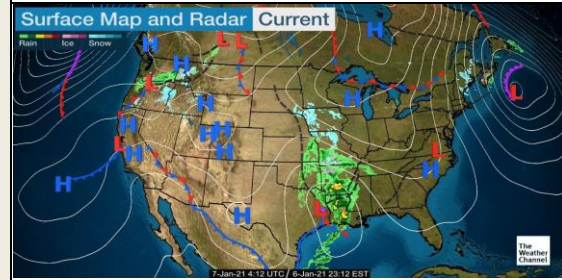 Surface Map and Radar Current
Rain Ice Snow
H
L
L
H
H
L
H
H
L
H
H
H
H
L
H
H
L
L
H
H
H
L
7-Jan-21 4:12 UTC / 6-Jan-21 23:12 EST
The
Weather
Channel